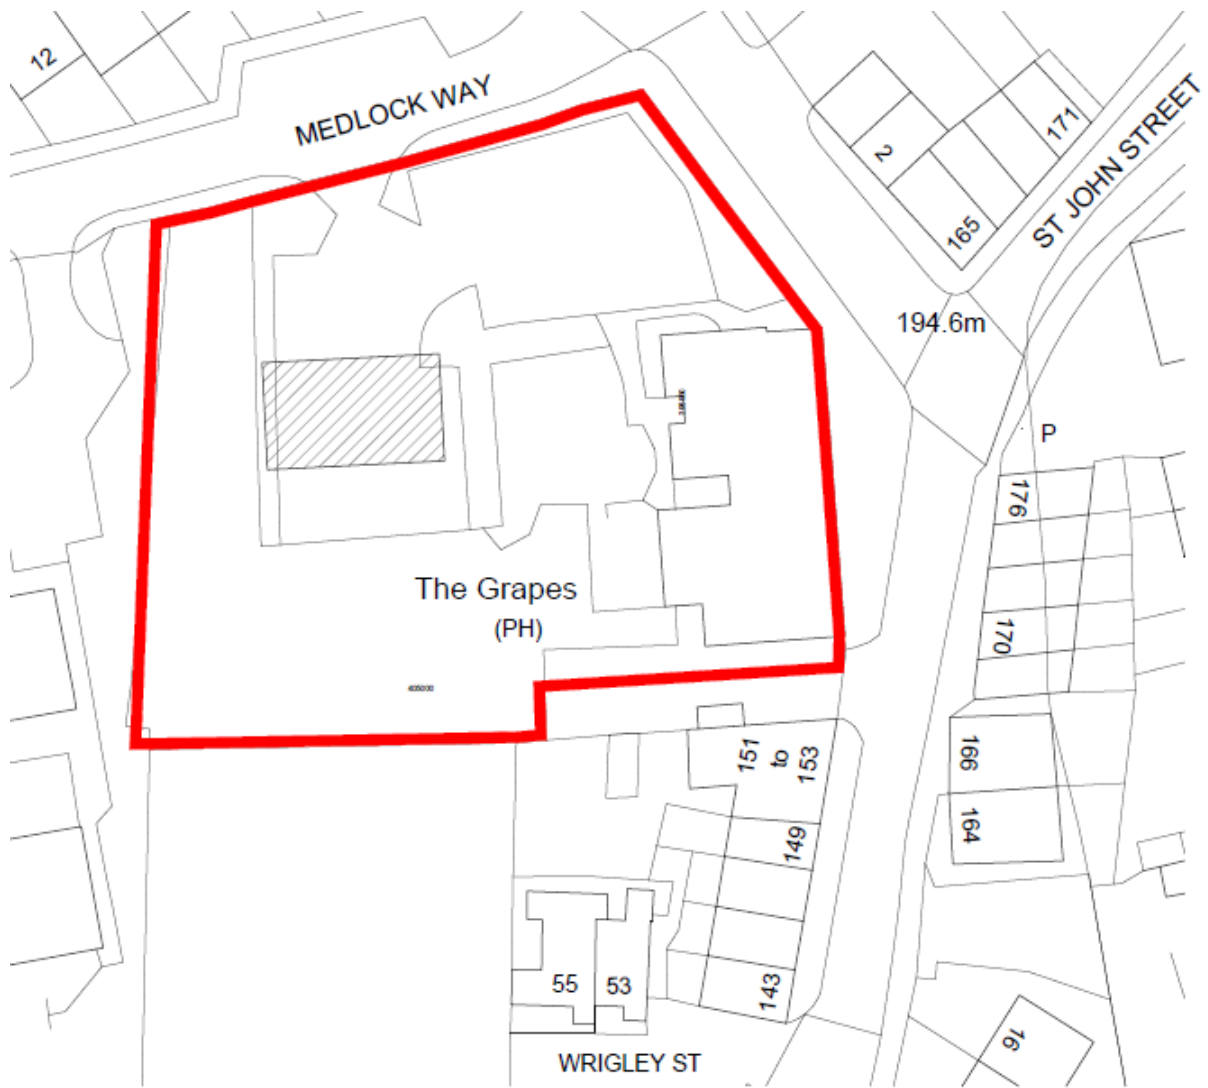 12
MEDLOCK WAY
2
171
165
ST JOHN STREET
194.6m
P
176
The Grapes
(PH)
170
151
to
153
166
164
149
143
55
53
16
WRIGLEY ST